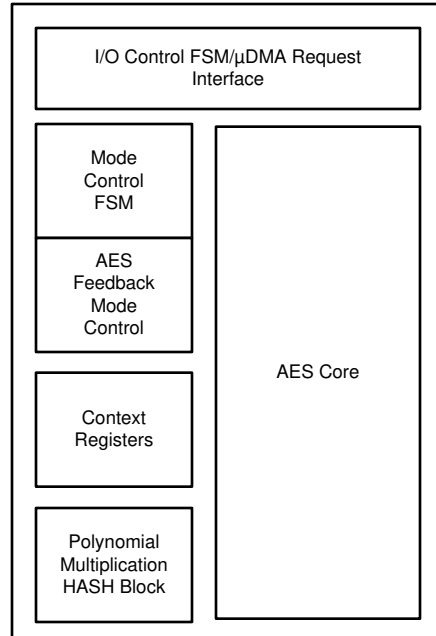 I/O Control FSM/µDMA Request
Interface
Mode
Control
FSM
AES
Feedback
Mode
Control
AES Core
Context
Registers
Polynomial
Multiplication
HASH Block